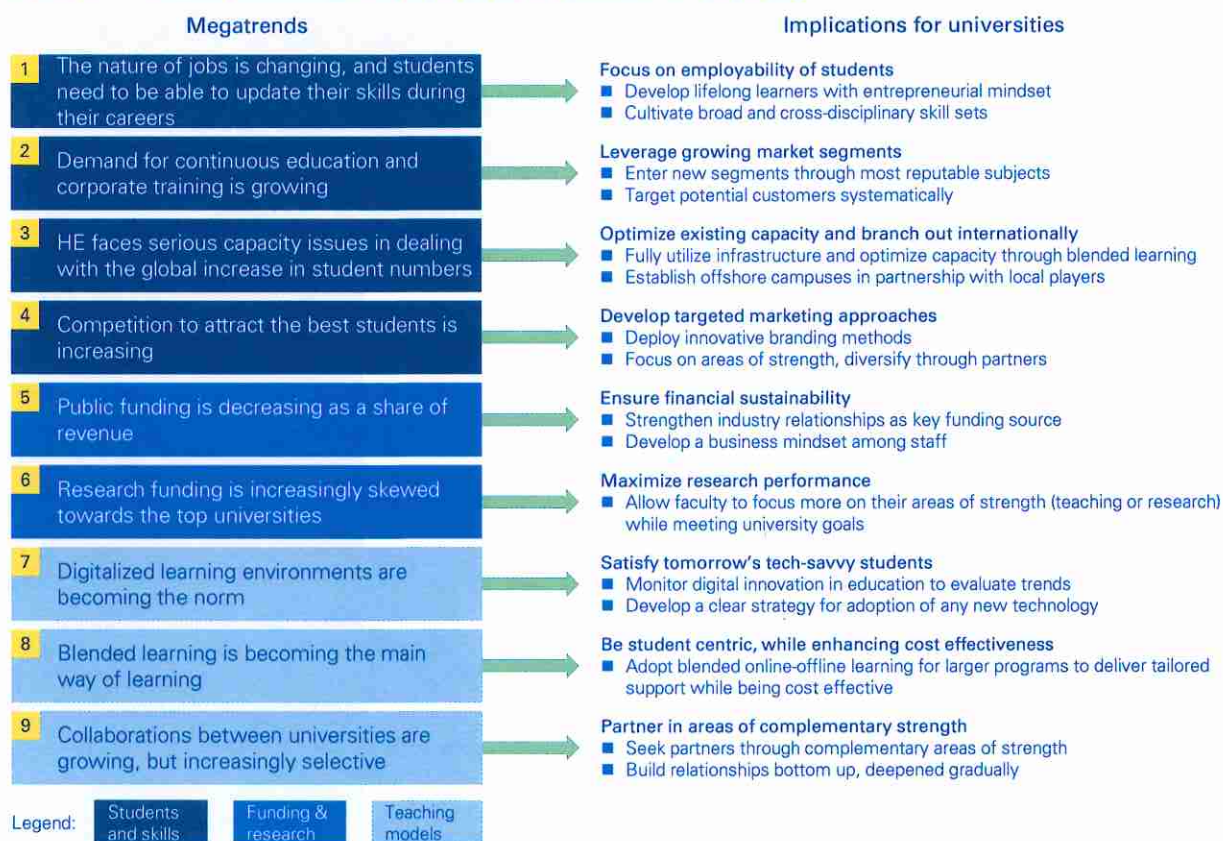 Megatrends
Implications for universities
1
The nature of jobs is changing, and students
need to be able to update their skills during
their careers
Focus on employability of students
■ Develop lifelong learners with entrepreneurial mindset
■ Cultivate broad and cross-disciplinary skill sets
2
Demand for continuous education and
corporate training is growing
Leverage growing market segments
■ Enter new segments through most reputable subjects
■ Target potential customers systematically
3
HE faces serious capacity issues in dealing
with the global increase in student numbers
Optimize existing capacity and branch out internationally
■ Fully utilize infrastructure and optimize capacity through blended learning
■ Establish offshore campuses in partnership with local players
4
Competition to attract the best students is
increasing
Develop targeted marketing approaches
■ Deploy innovative branding methods
■ Focus on areas of strength, diversify through partners
5
Public funding is decreasing as a share of
revenue
Ensure financial sustainability
■ Strengthen industry relationships as key funding source
■ Develop a business mindset among staff
6
Research funding is increasingly skewed
towards the top universities
Maximize research performance
■ Allow faculty to focus more on their areas of strength (teaching or research)
while meeting university goals
7
Digitalized learning environments are
becoming the norm
Satisfy tomorrow's tech-savvy students
■ Monitor digital innovation in education to evaluate trends
■ Develop a clear strategy for adoption of any new technology
8
Blended learning is becoming the main
way of learning
Be student centric, while enhancing cost effectiveness
■ Adopt blended online-offline learning for larger programs to deliver tailored
support while being cost effective
9
Collaborations between universities are
growing, but increasingly selective
Partner in areas of complementary strength
■ Seek partners through complementary areas of strength
■ Build relationships bottom up, deepened gradually
Legend:
Students
and skills
Funding &
research
Teaching
models